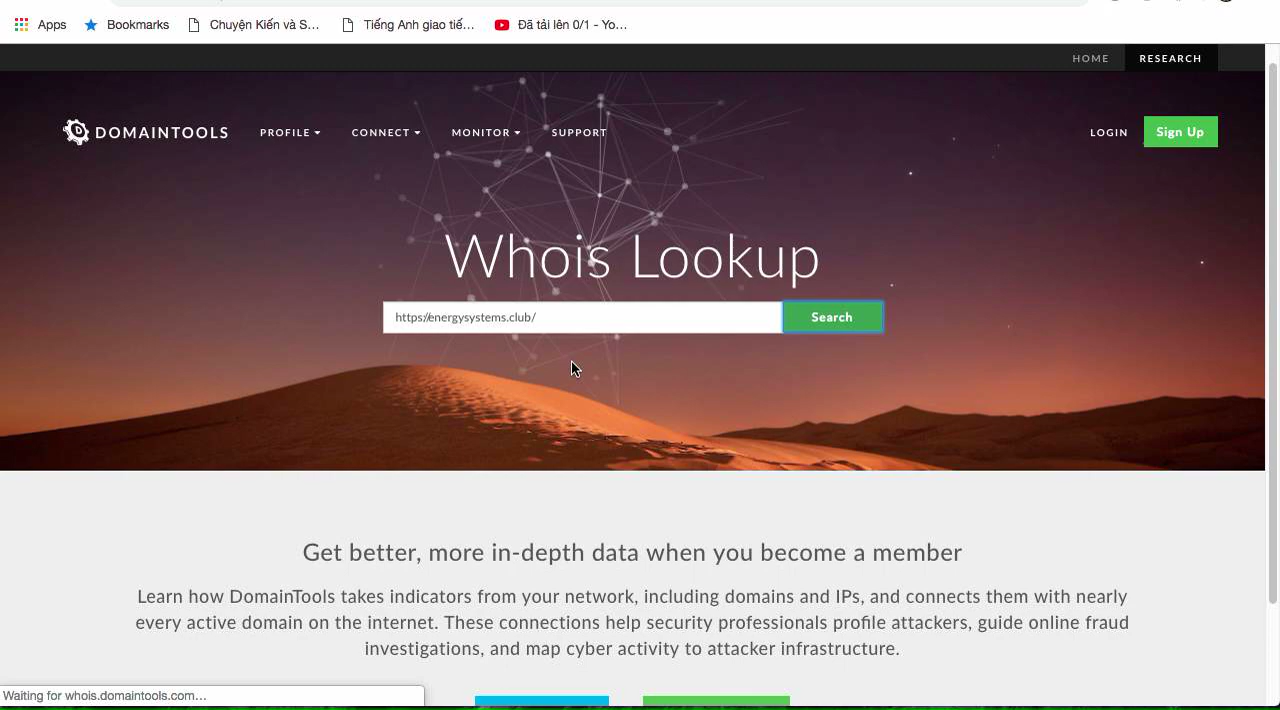 Apps Bookmarks Chuyện Kiến và S... Tiếng Anh giao tiế... Đã tải lên 0/1 - Yo...
HOME RESEARCH
DOMAINTOOLS PROFILE CONNECT MONITOR SUPPORT LOGIN Sign Up
Whois Lookup
https://energysystems.club/ Search
Get better, more in-depth data when you become a member
Learn how DomainTools takes indicators from your network, including domains and IPs, and connects them with nearly
every active domain on the internet. These connections help security professionals profile attackers, guide online fraud
investigations, and map cyber activity to attacker infrastructure.
Waiting for whois.domaintools.com...